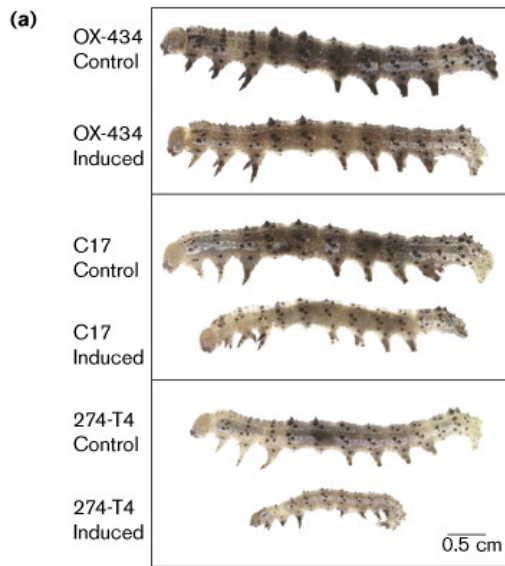 (a)
OX-434
Control
OX-434
Induced
C17
Control
C17
Induced
274-T4
Control
274-T4
Induced
0.5 cm